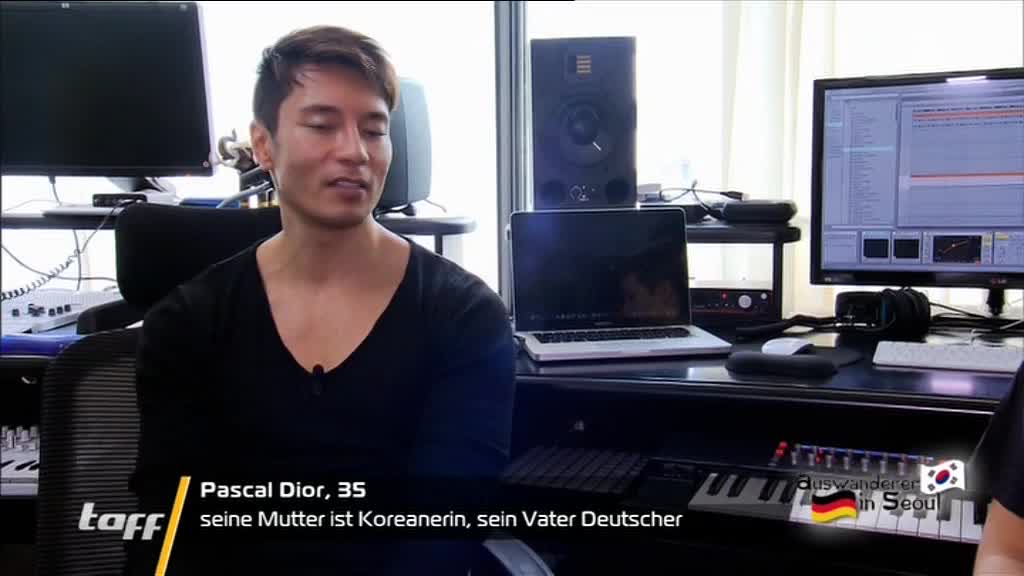 Pascal Dior, 35
seine Mutter ist Koreanerin, sein Vater Deutscher
taff
Auswanderer
in Seoul